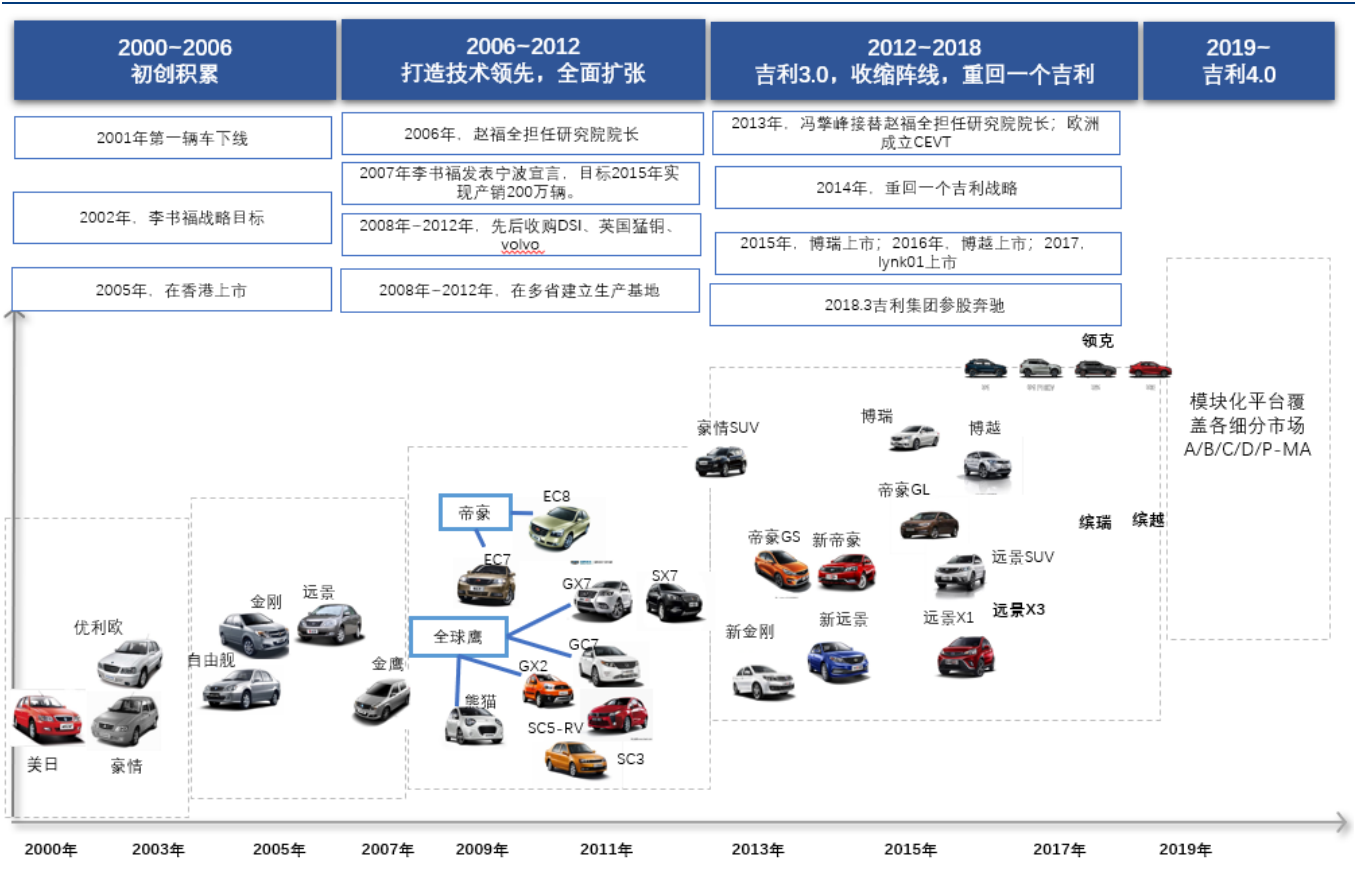 2000~2006
初创积累
2006~2012
打造技术领先，全面扩张
2012~2018
吉利3.0，收缩阵线，重回一个吉利
2019~
吉利4.0
2001年第一辆车下线
2002年，李书福战略目标
2005年，在香港上市
2006年，赵福全担任研究院院长
2007年李书福发表宁波宣言，目标2015年实
现产销200万辆。
2008年-2012年，先后收购DSI、英国猛铜、
volvo
2008年-2012年，在多省建立生产基地
2013年，冯擎峰接替赵福全担任研究院院长；欧洲
成立CEVT
2014年，重回一个吉利战略
2015年，博瑞上市；2016年，博越上市；2017，
lynk01上市
2018.3吉利集团参股奔驰
领克
模块化平台覆
盖各细分市场
A/B/C/D/P-MA
豪情SUV
博瑞
博越
帝豪GL
缤瑞
缤越
帝豪GS
新帝豪
远景SUV
新金刚
新远景
远景X1
远景X3
帝豪
EC8
EC7
GX7
SX7
全球鹰
GC7
GX2
熊猫
SC5-RV
SC3
金刚
远景
自由舰
金鹰
优利欧
美日
豪情
2000年
2003年
2005年
2007年
2009年
2011年
2013年
2015年
2017年
2019年